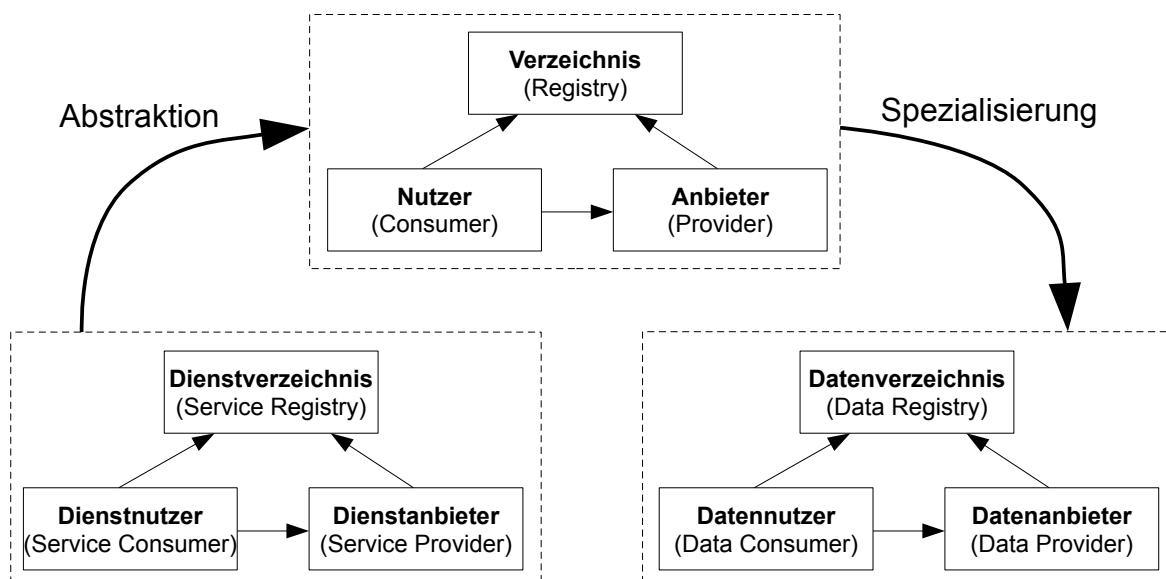 Verzeichnis
(Registry)
Abstraktion
Spezialisierung
Nutzer
(Consumer)
Anbieter
(Provider)
Dienstverzeichnis
(Service Registry)
Dienstnutzer
(Service Consumer)
Dienstanbieter
(Service Provider)
Datenverzeichnis
(Data Registry)
Datennutzer
(Data Consumer)
Datenanbieter
(Data Provider)